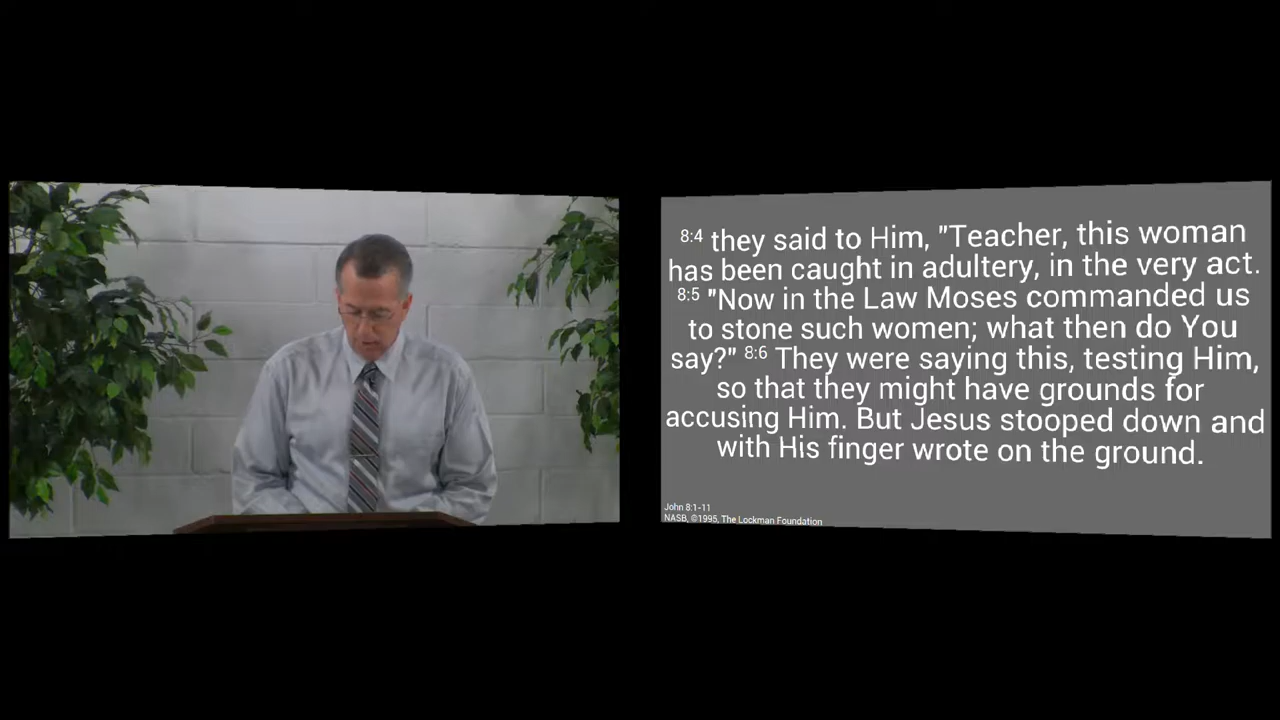 8:4 they said to Him, "Teacher, this woman
has been caught in adultery, in the very act.
8:5 "Now in the Law Moses commanded us
to stone such women; what then do You
say?" 8:6 They were saying this, testing Him,
so that they might have grounds for
accusing Him. But Jesus stooped down and
with His finger wrote on the ground.
John 8:1-11
NASB, ©1995, The Lockman Foundation